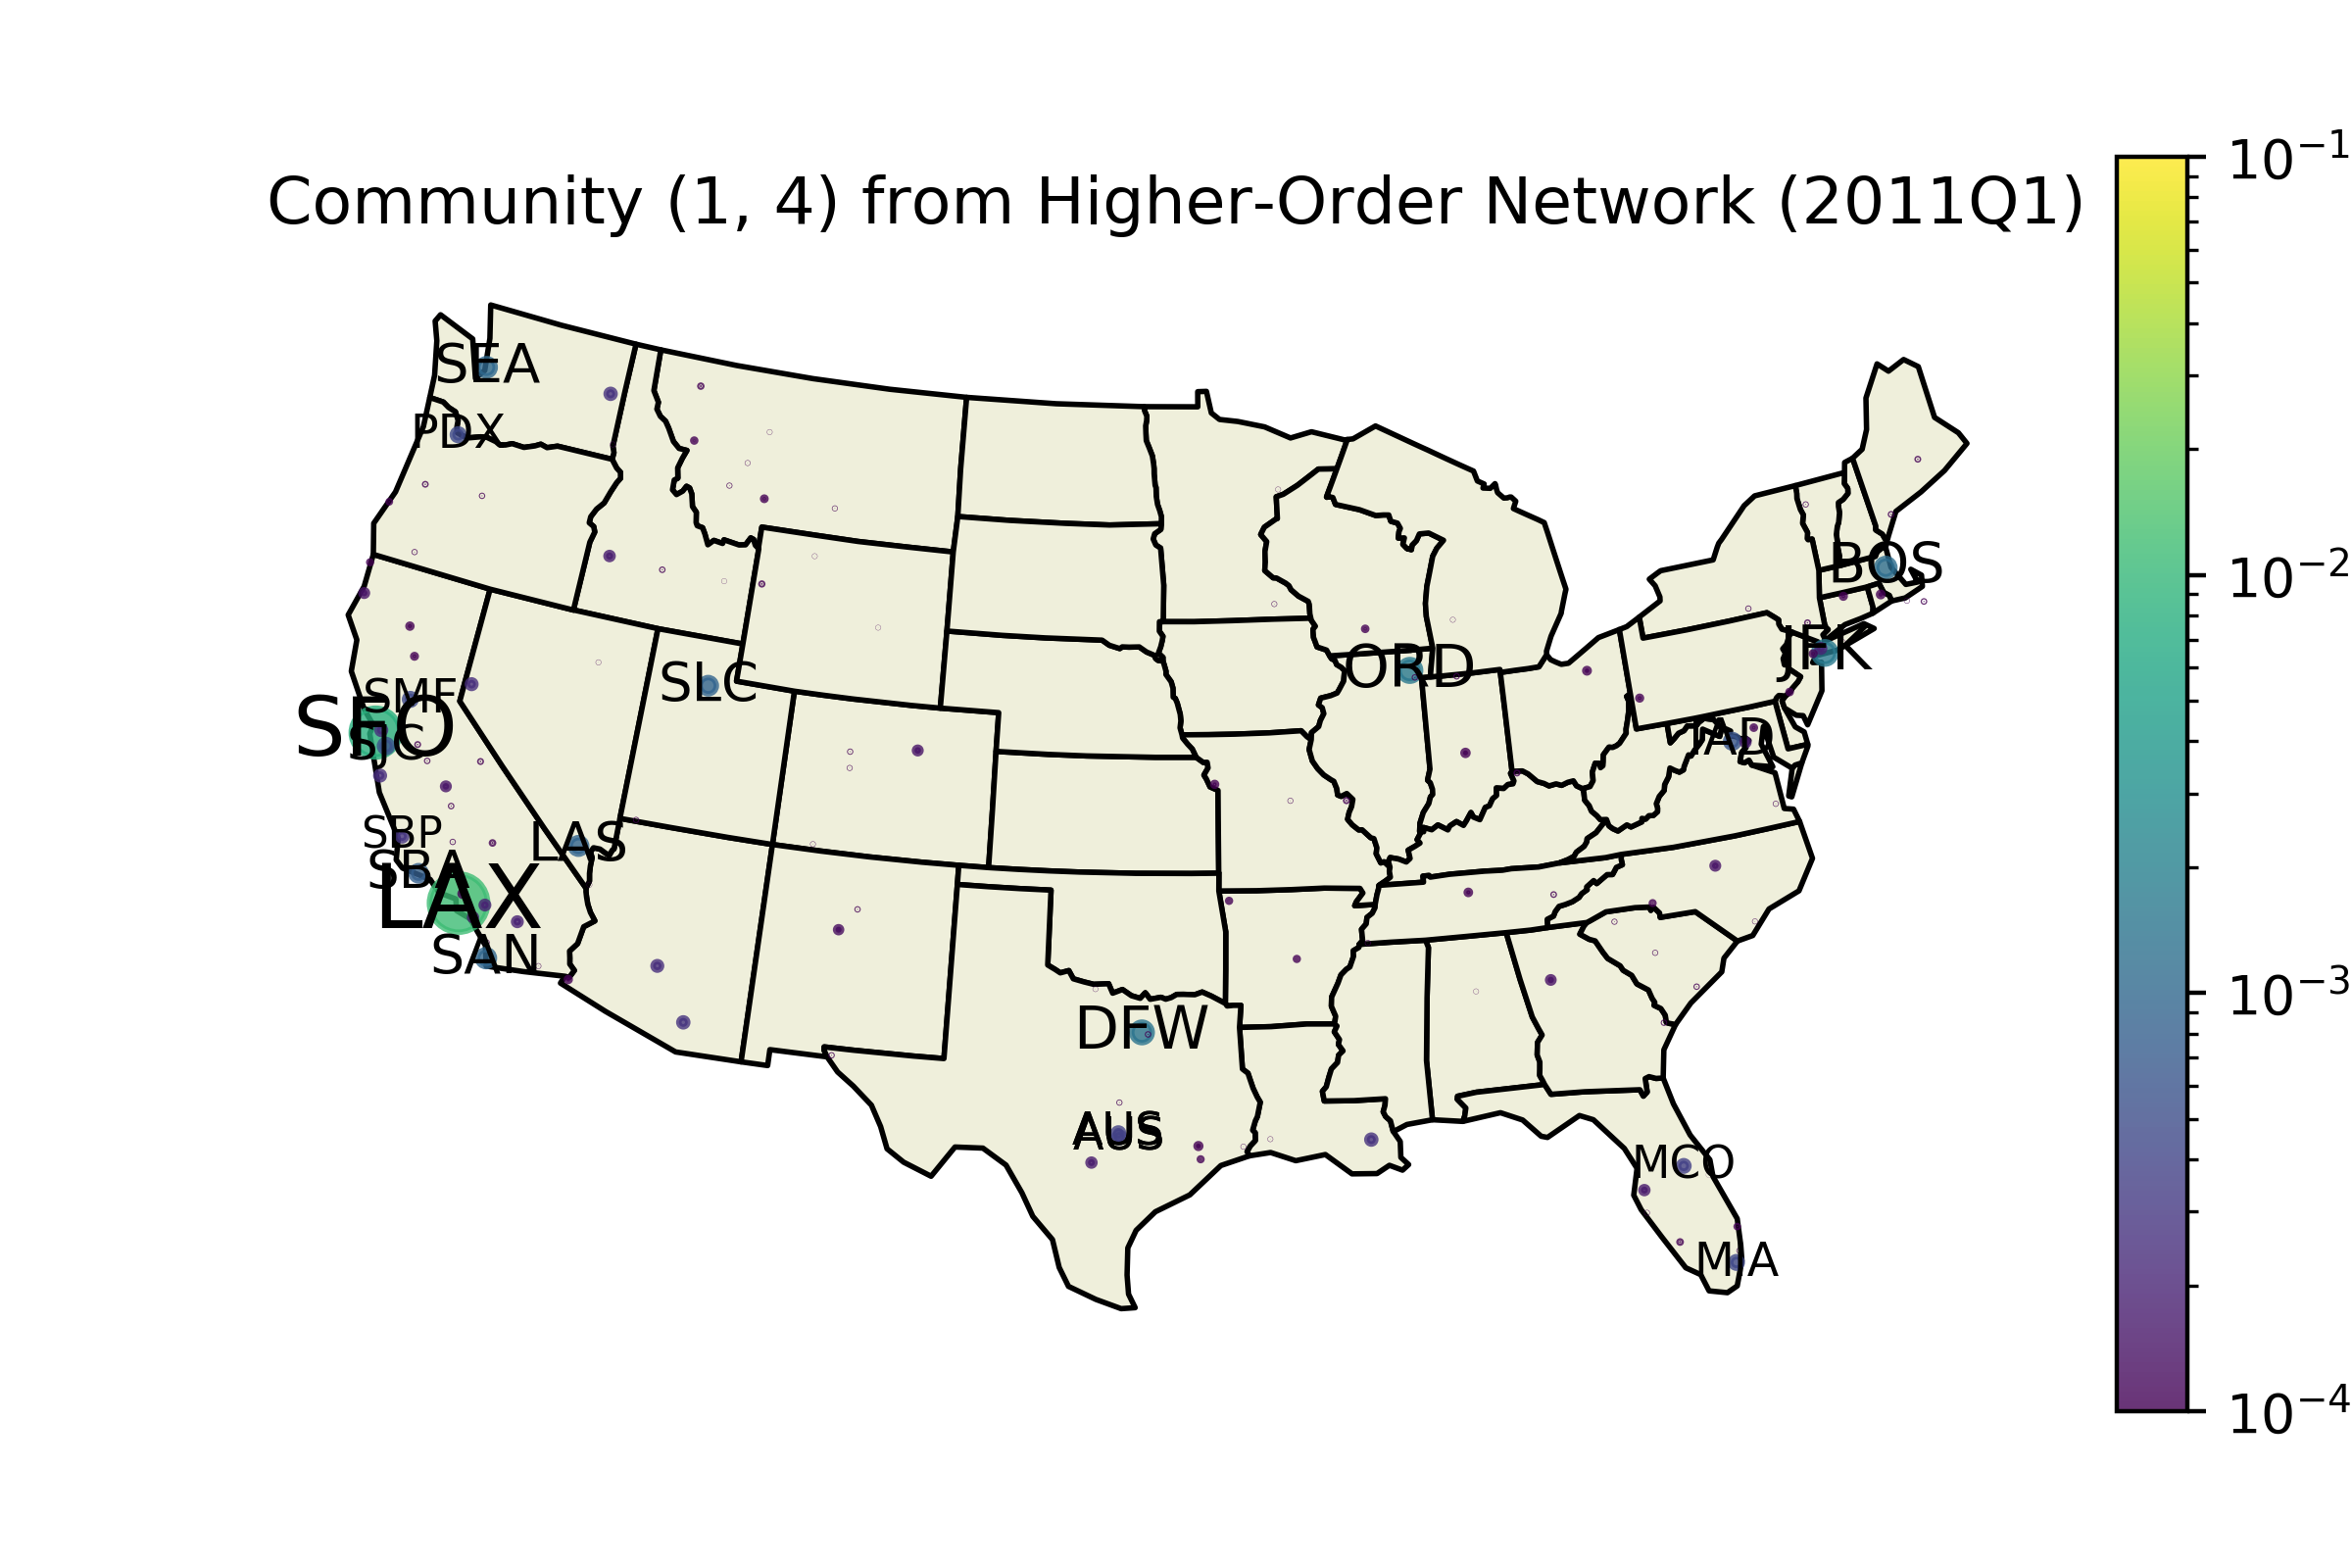 Community (1, 4) from Higher-Order Network (2011Q1)
10⁻¹
SEA
PDX
BOS
10⁻²
JFK
ORD
SLC
SMF
SFO
SJC
IAD
SBP
LAS
SBA
LAX
SAN
10⁻³
DFW
AUS
MCO
MIA
10⁻⁴